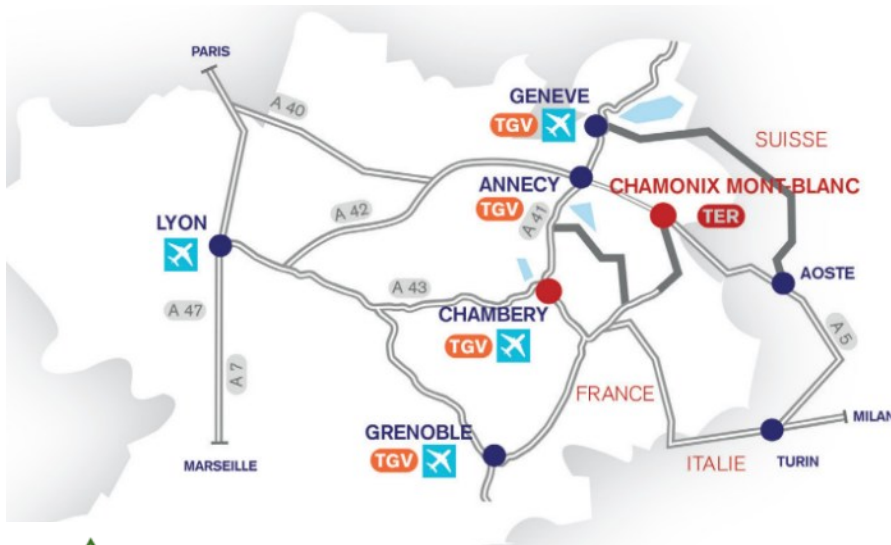 PARIS
A 40
GENEVE
TGV
SUISSE
ANNECY
TGV
CHAMONIX MONT-BLANC
TER
A 41
A 42
LYON
AOSTE
A 43
A 47
CHAMBERY
TGV
A 5
A 7
FRANCE
MILAN
GRENOBLE
TGV
MARSEILLE
ITALIE
TURIN